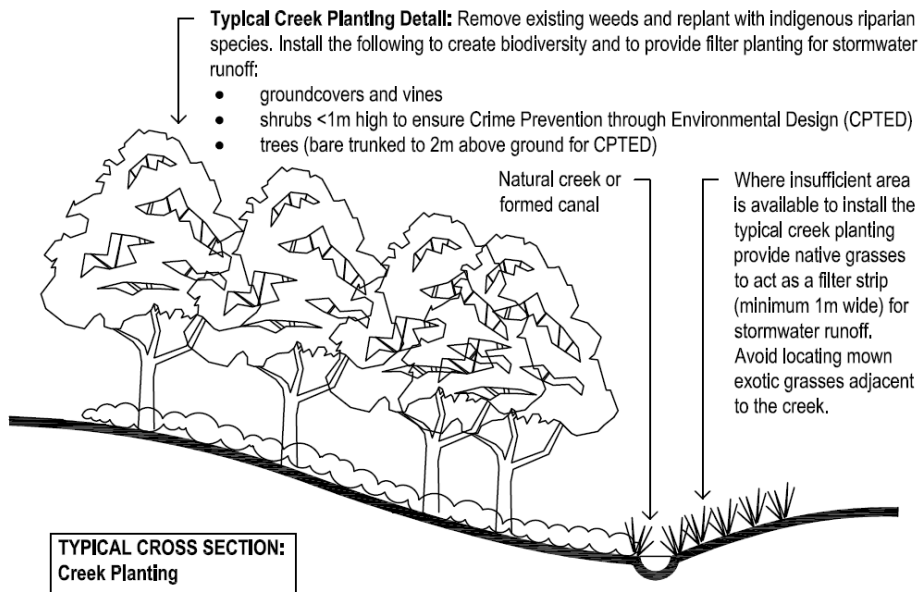 Typical Creek Planting Detall: Remove existing weeds and replant with indigenous riparian
species. Install the following to create biodiversity and to provide filter planting for stormwater
runoff:
• groundcovers and vines
• shrubs <1m high to ensure Crime Prevention through Environmental Design (CPTED)
• trees (bare trunked to 2m above ground for CPTED)
Natural creek or
formed canal
Where insufficient area
is available to install the
typical creek planting
provide native grasses
to act as a filter strip
(minimum 1m wide) for
stormwater runoff.
Avoid locating mown
exotic grasses adjacent
to the creek.
TYPICAL CROSS SECTION:
Creek Planting